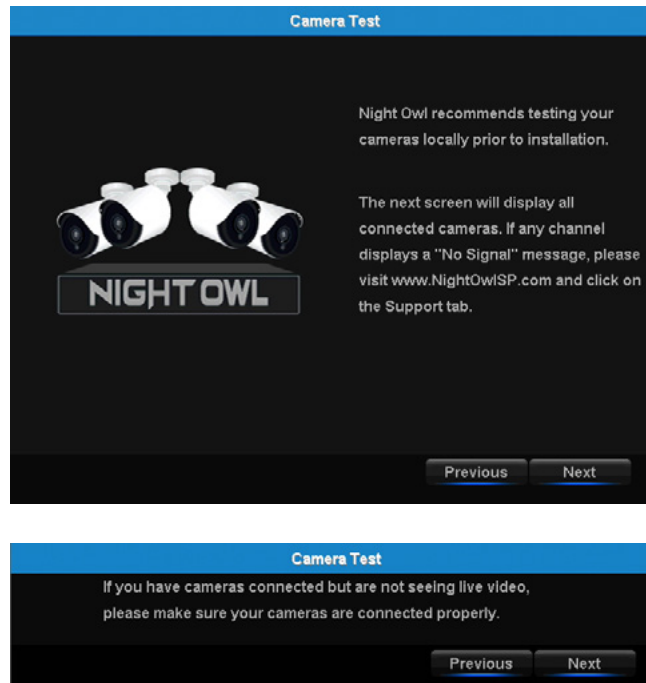 Camera Test
Night Owl recommends testing your
cameras locally prior to installation.
The next screen will display all
connected cameras. If any channel
displays a "No Signal" message, please
visit www.NightOwlSP.com and click on
the Support tab.
NIGHT OWL
Previous Next
Camera Test
If you have cameras connected but are not seeing live video,
please make sure your cameras are connected properly.
Previous Next